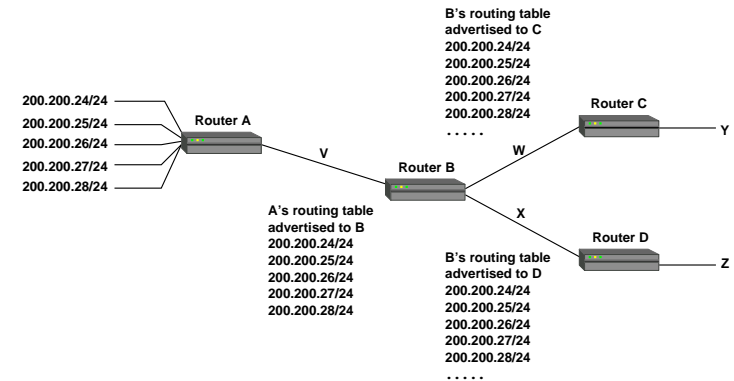 B's routing table
advertised to C
200.200.24/24
200.200.25/24
200.200.26/24
200.200.27/24
200.200.28/24
. . . . .
200.200.24/24
200.200.25/24
200.200.26/24
200.200.27/24
200.200.28/24
Router A
V
Router B
W
Router C
Y
X
Router D
Z
A's routing table
advertised to B
200.200.24/24
200.200.25/24
200.200.26/24
200.200.27/24
200.200.28/24
B's routing table
advertised to D
200.200.24/24
200.200.25/24
200.200.26/24
200.200.27/24
200.200.28/24
. . . . .